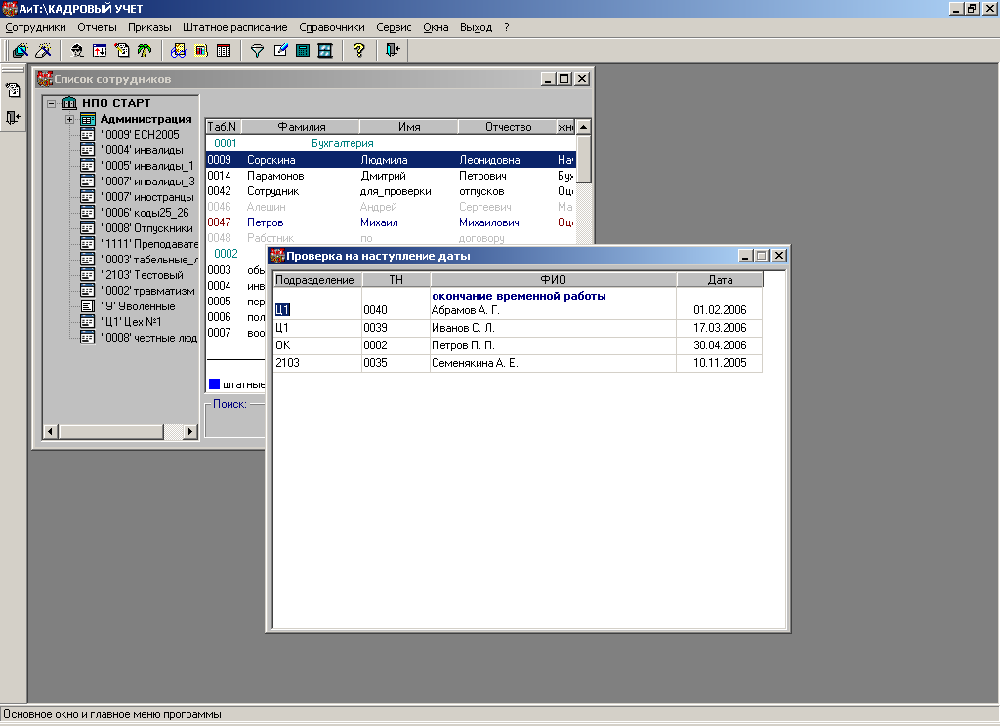 АиТ:\КАДРОВЫЙ УЧЕТ
Сотрудники Отчеты Приказы Штатное расписание Справочники Сервис Окна Выход ?
Список сотрудников
НПО СТАРТ
Администрация
'0009' ЕСН2005
'0004' инвалиды
'0005' инвалиды_1
'0007' инвалиды_3
'0007' иностранцы
'0006' коды25_26
'0008' Отпускники
'1111' Преподавате
'0003' табельные_л
'2103' Тестовый
'0002' травматизм
'У' Уволенные
'Ц1' Цех №1
'0008' честные люд
Таб.N Фамилия Имя Отчество жно
0001 Бухгалтерия
0009 Сорокина Людмила Леонидовна На
0014 Парамонов Дмитрий Петрович Бух
0042 Сотрудник для_проверки отпусков Оц
0046 Алешин Андрей Сергеевич Ма
0047 Петров Михаил Михайлович Оц
0048 Работник по договору
0002
0003 обы
0004 инв
0005 пер
0006 пол
0007 воо
штатные
Поиск:
Проверка на наступление даты
Подразделение ТН ФИО Дата
окончание временной работы
Ц1 0040 Абрамов А. Г. 01.02.2006
Ц1 0039 Иванов С. Л. 17.03.2006
ОК 0002 Петров П. П. 30.04.2006
2103 0035 Семенякина А. Е. 10.11.2005
Основное окно и главное меню программы